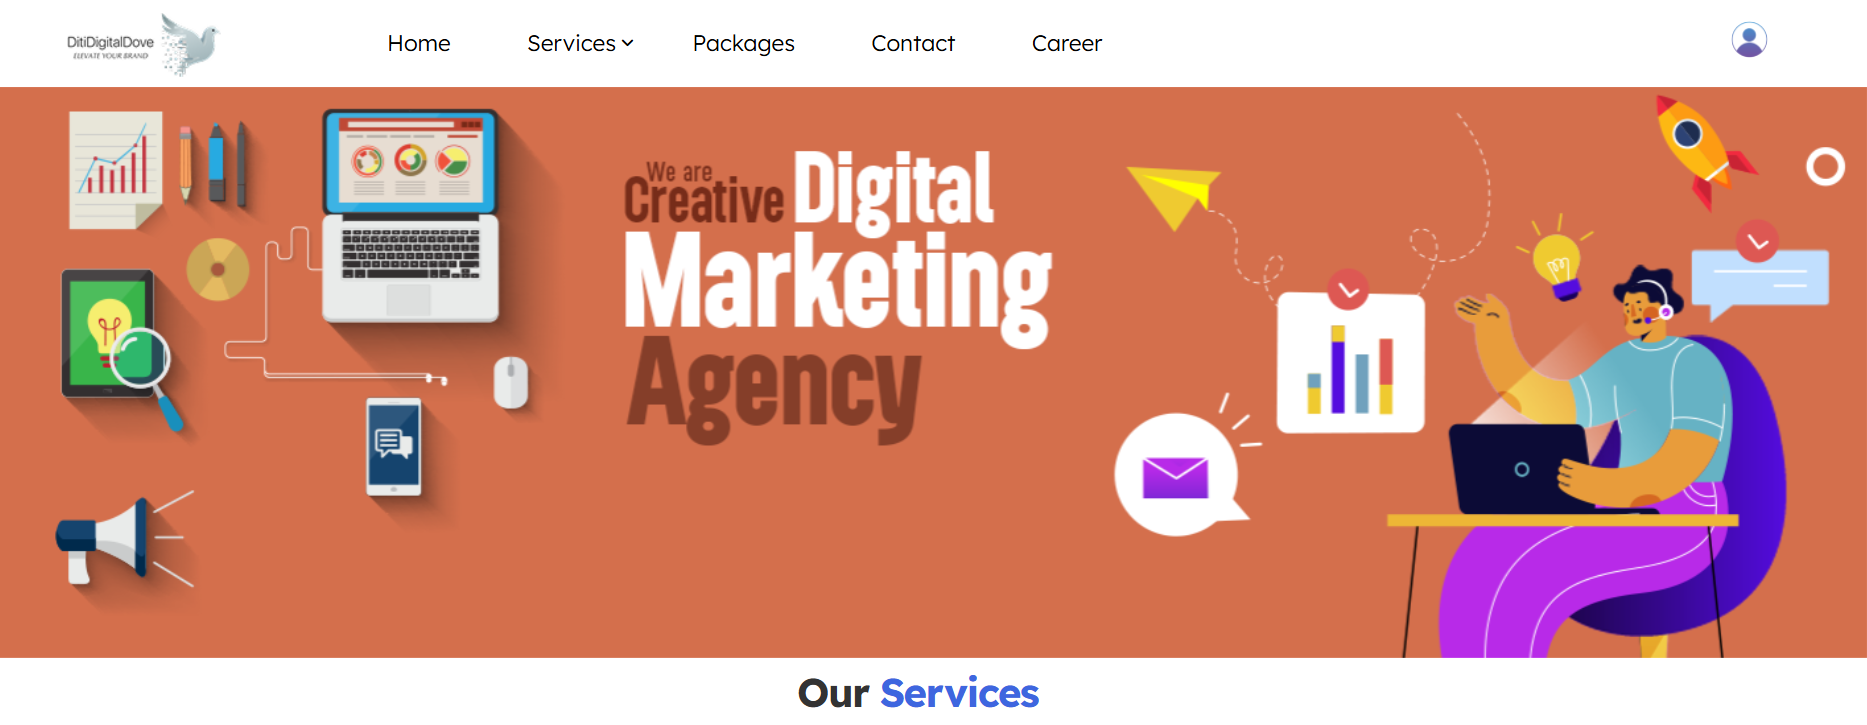 DitiDigitalDove
ELEVATE YOUR BRAND
Home Services Packages Contact Career
We are
Creative Digital
Marketing
Agency
Our Services